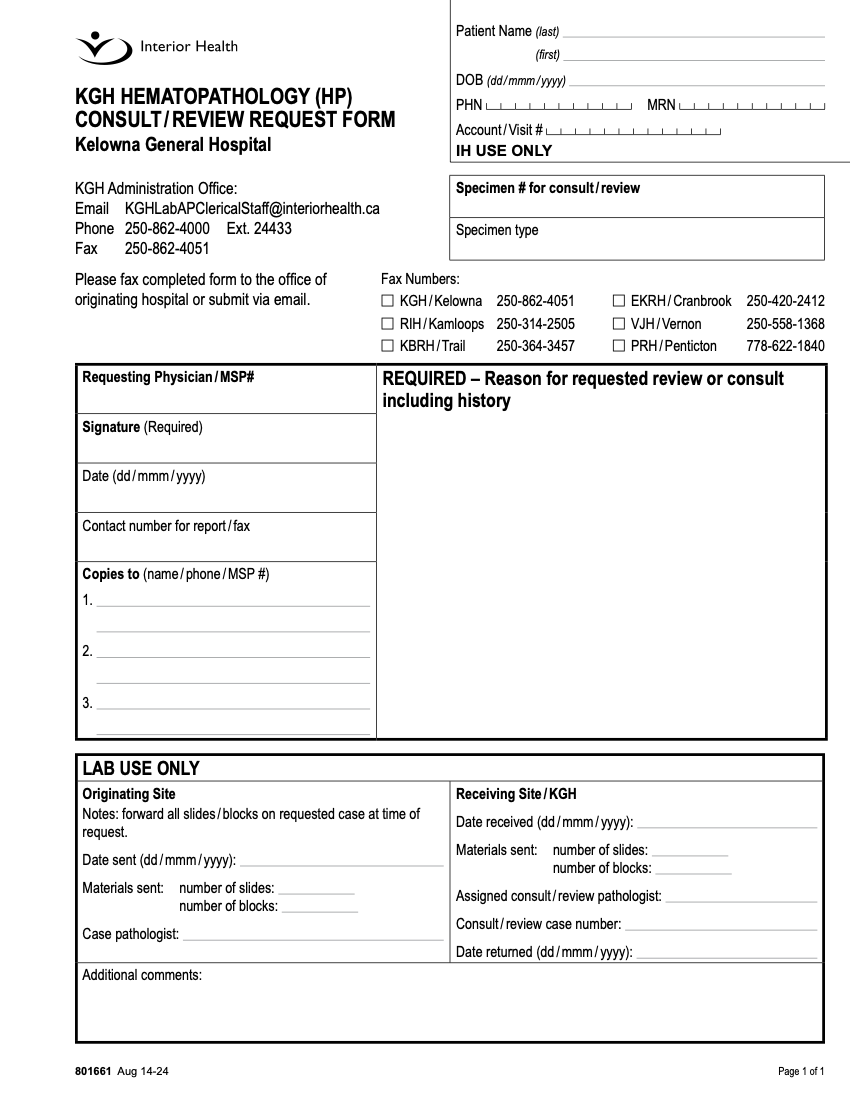 Interior Health
KGH HEMATOPATHOLOGY (HP)
CONSULT/REVIEW REQUEST FORM
Kelowna General Hospital
Patient Name (last)
(first)
DOB (dd/mmm/yyyy)
PHN MRN
Account/Visit #
IH USE ONLY
KGH Administration Office:
Email KGHLabAPClericalStaff@interiorhealth.ca
Phone 250-862-4000 Ext. 24433
Fax 250-862-4051
Specimen # for consult/review
Specimen type
Please fax completed form to the office of
originating hospital or submit via email.
Fax Numbers:
☐ KGH/Kelowna 250-862-4051 ☐ EKRH/Cranbrook 250-420-2412
☐ RIH/Kamloops 250-314-2505 ☐ VJH/Vernon 250-558-1368
☐ KBRH/Trail 250-364-3457 ☐ PRH/Penticton 778-622-1840
Requesting Physician/MSP#
Signature (Required)
Date (dd/mmm/yyyy)
Contact number for report/fax
Copies to (name/phone/MSP #)
1.
2.
3.
REQUIRED – Reason for requested review or consult
including history
LAB USE ONLY
Originating Site
Notes: forward all slides/blocks on requested case at time of
request.
Date sent (dd/mmm/yyyy):
Materials sent: number of slides:
number of blocks:
Case pathologist:
Receiving Site/KGH
Date received (dd/mmm/yyyy):
Materials sent: number of slides:
number of blocks:
Assigned consult/review pathologist:
Consult/review case number:
Date returned (dd/mmm/yyyy):
Additional comments:
801661 Aug 14-24
Page 1 of 1